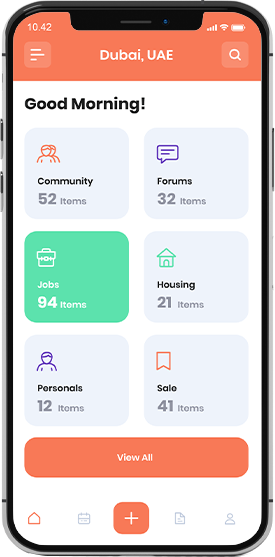 10.42
Dubai, UAE
Good Morning!
Community
52 Items
Forums
32 Items
Jobs
94 Items
Housing
21 Items
Personals
12 Items
Sale
41 Items
View All